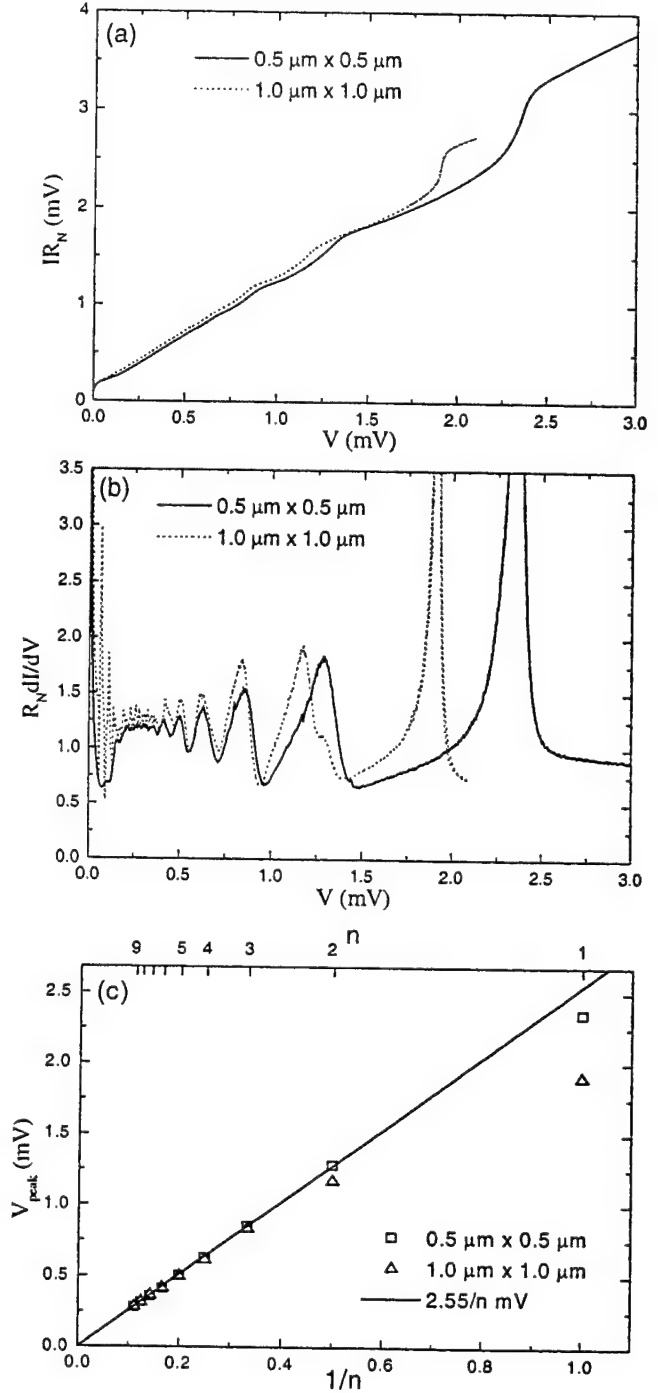 (a)
0.5 μm x 0.5 μm
1.0 μm x 1.0 μm
IR_N (mV)
4
3
2
1
0
0.0 0.5 1.0 1.5 2.0 2.5 3.0
V (mV)
(b)
0.5 μm x 0.5 μm
1.0 μm x 1.0 μm
R_N dI/dV
3.5
3.0
2.5
2.0
1.5
1.0
0.5
0.0
0.0 0.5 1.0 1.5 2.0 2.5 3.0
V (mV)
n
9 5 4 3 2 1
(c)
V_peak (mV)
2.5
2.0
1.5
1.0
0.5
0.0
0.5 μm x 0.5 μm
1.0 μm x 1.0 μm
2.55/n mV
0.0 0.2 0.4 0.6 0.8 1.0
1/n